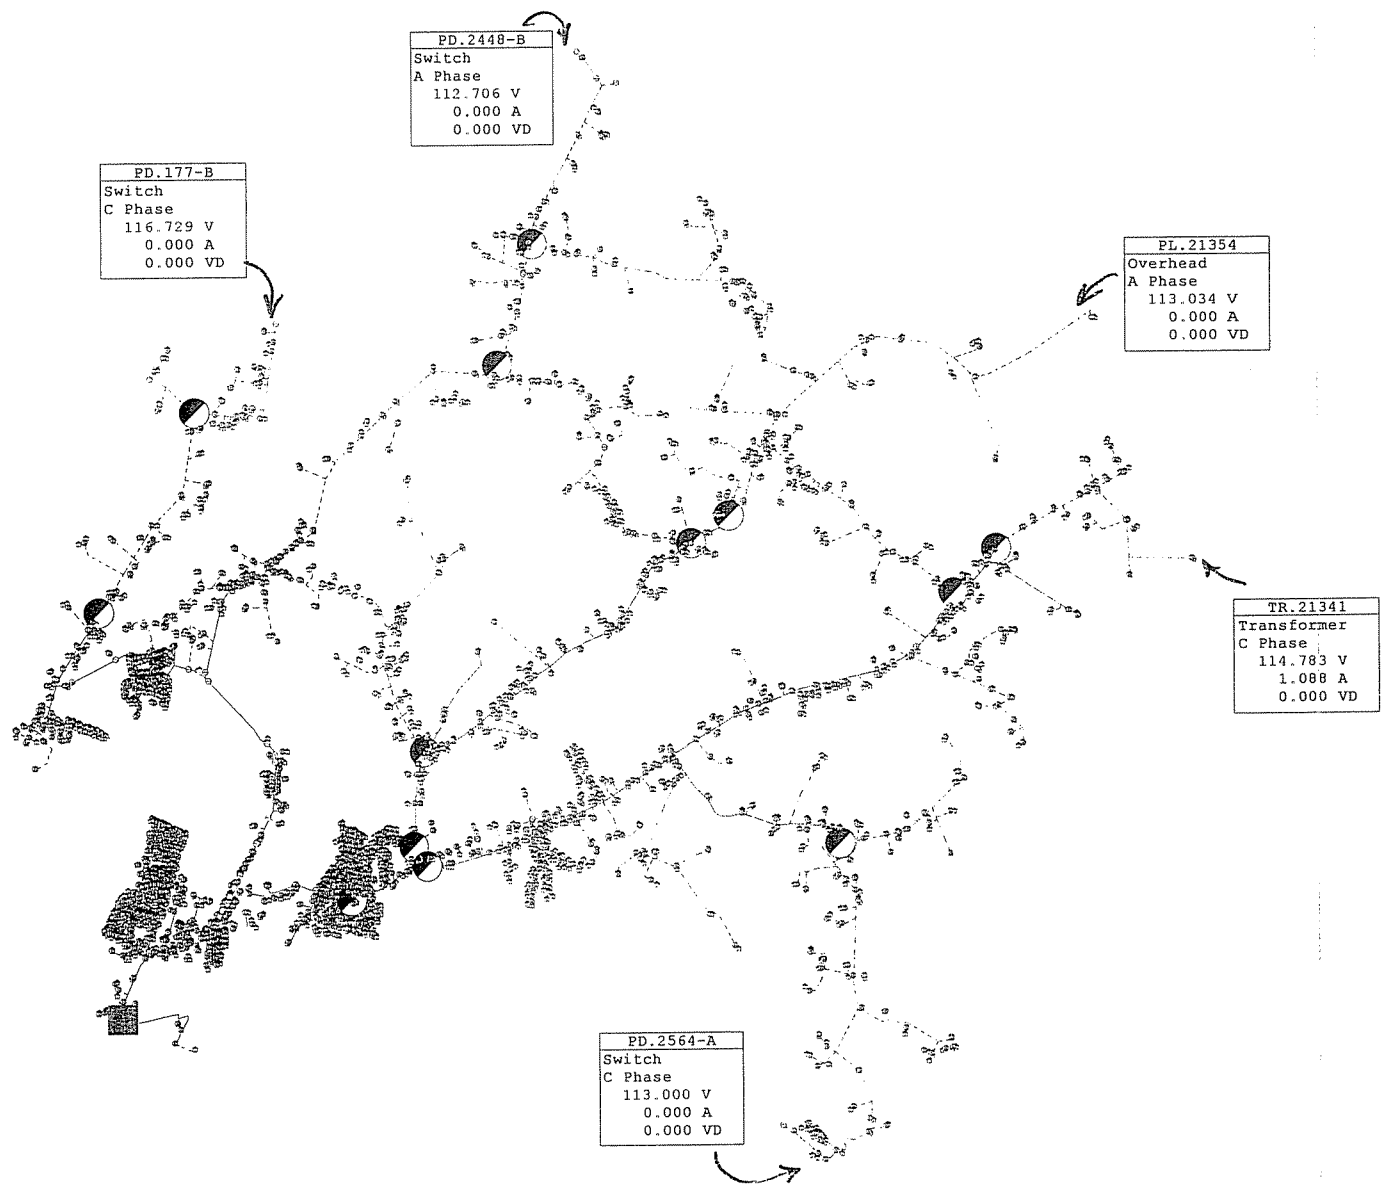 PD.2448-B
Switch
A Phase
112.706 V
0.000 A
0.000 VD
PD.177-B
Switch
C Phase
116.729 V
0.000 A
0.000 VD
PL.21354
Overhead
A Phase
113.034 V
0.000 A
0.000 VD
TR.21341
Transformer
C Phase
114.783 V
1.088 A
0.000 VD
PD.2564-A
Switch
C Phase
113.000 V
0.000 A
0.000 VD